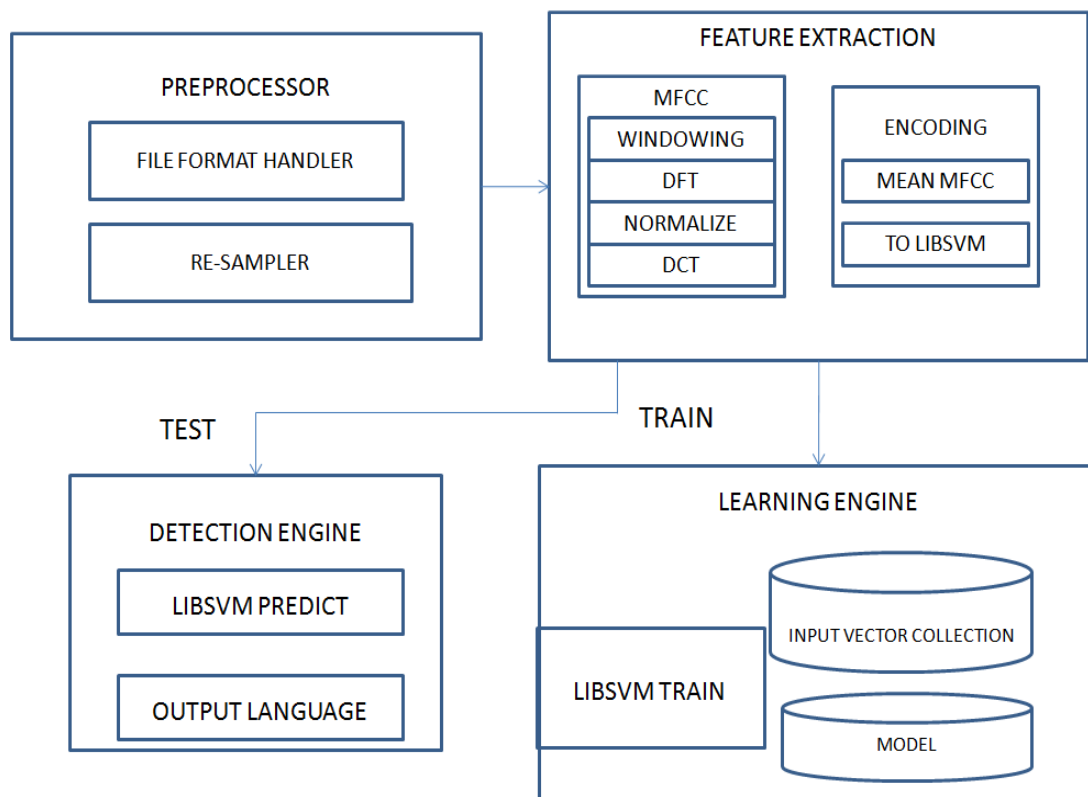 PREPROCESSOR
FILE FORMAT HANDLER
RE-SAMPLER
FEATURE EXTRACTION
MFCC
WINDOWING
DFT
NORMALIZE
DCT
ENCODING
MEAN MFCC
TO LIBSVM
TEST
TRAIN
DETECTION ENGINE
LIBSVM PREDICT
OUTPUT LANGUAGE
LEARNING ENGINE
LIBSVM TRAIN
INPUT VECTOR COLLECTION
MODEL